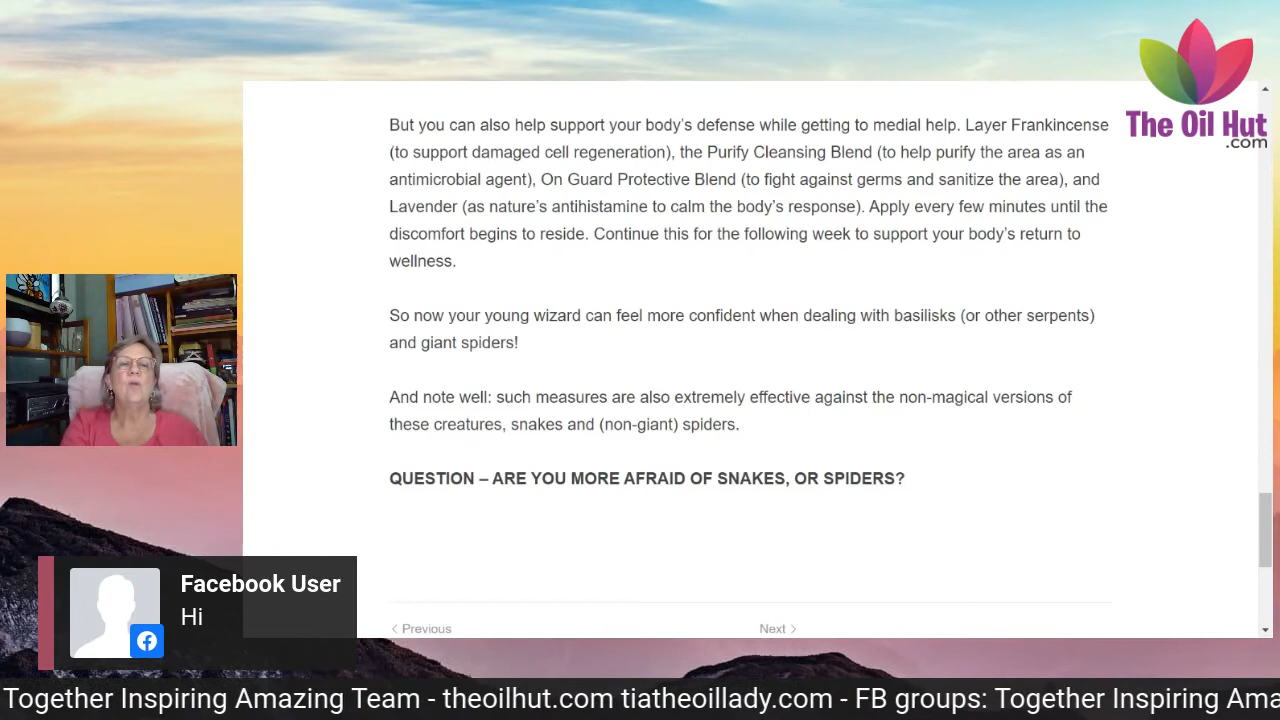 The Oil Hut
.com
But you can also help support your body's defense while getting to medial help. Layer Frankincense
(to support damaged cell regeneration), the Purify Cleansing Blend (to help purify the area as an
antimicrobial agent), On Guard Protective Blend (to fight against germs and sanitize the area), and
Lavender (as nature's antihistamine to calm the body's response). Apply every few minutes until the
discomfort begins to reside. Continue this for the following week to support your body's return to
wellness.
So now your young wizard can feel more confident when dealing with basilisks (or other serpents)
and giant spiders!
And note well: such measures are also extremely effective against the non-magical versions of
these creatures, snakes and (non-giant) spiders.
QUESTION – ARE YOU MORE AFRAID OF SNAKES, OR SPIDERS?
Facebook User
Hi
< Previous
Next >
Together Inspiring Amazing Team - theoilhut.com tiatheoillady.com - FB groups: Together Inspiring Ama